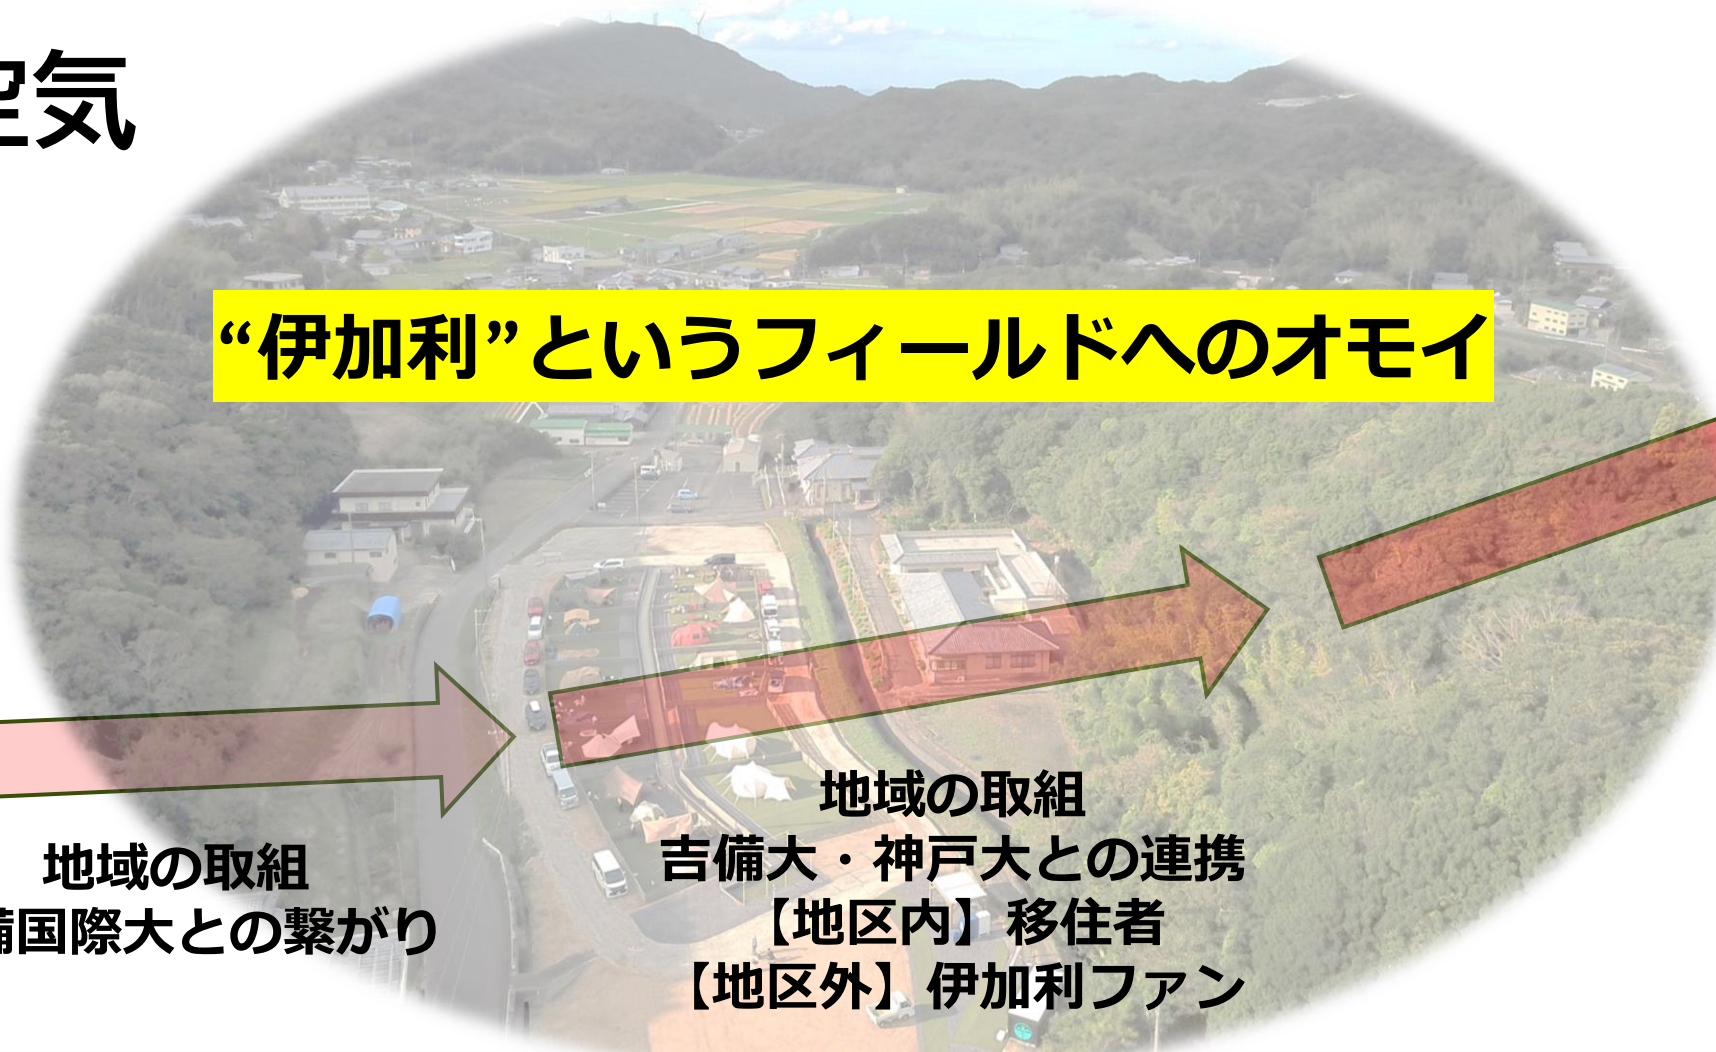 空気
“伊加利”というフィールドへのオモイ
地域の取組
備国際大との繋がり
地域の取組
吉備大・神戸大との連携
【地区内】移住者
【地区外】伊加利ファン